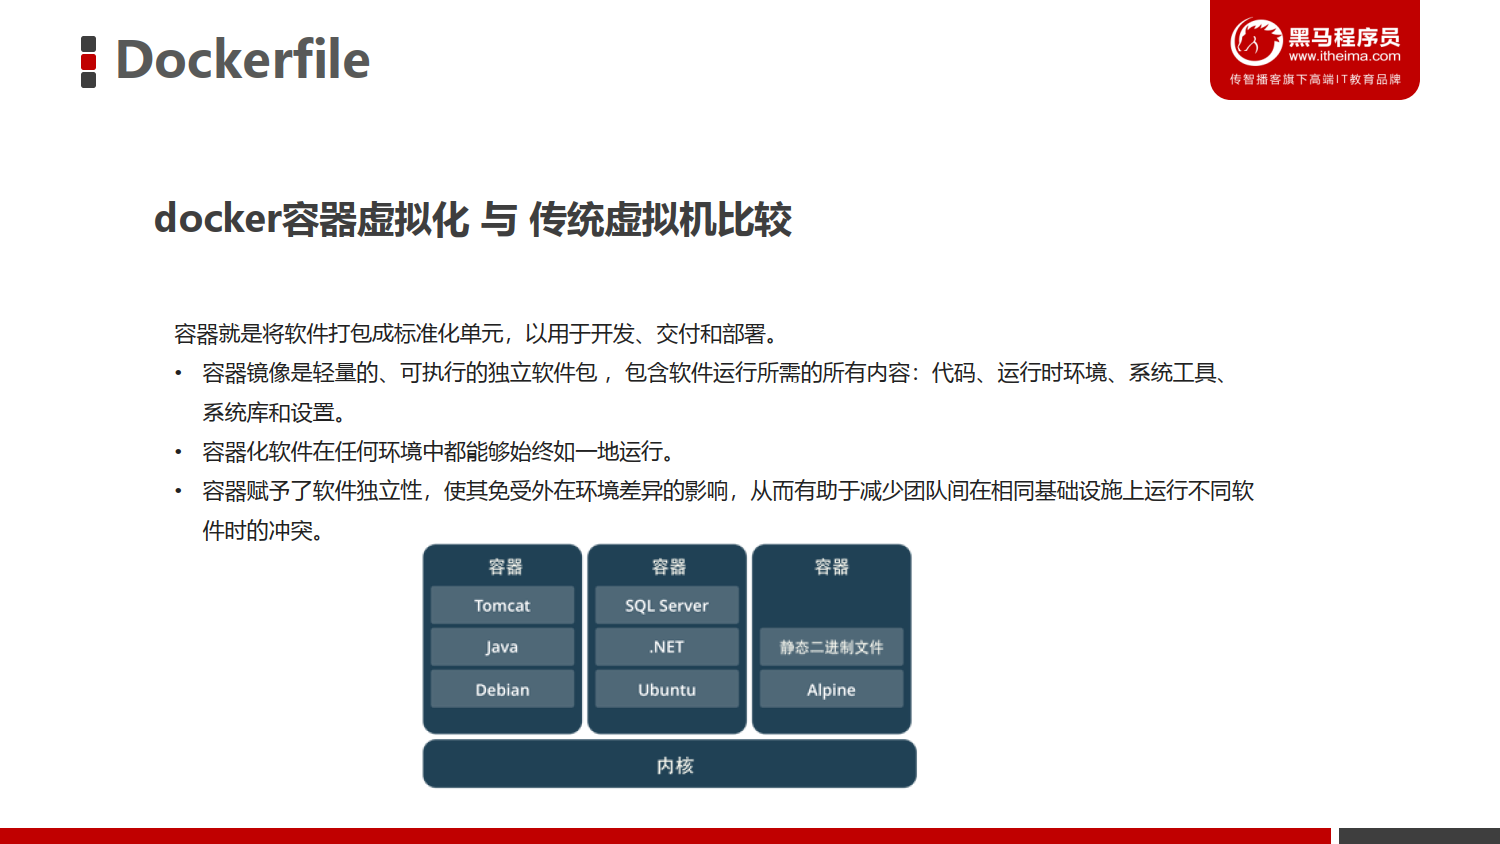 Dockerfile
黑马程序员
www.itheima.com
传智播客旗下高端IT教育品牌
docker容器虚拟化 与 传统虚拟机比较
容器就是将软件打包成标准化单元，以用于开发、交付和部署。
• 容器镜像是轻量的、可执行的独立软件包 ，包含软件运行所需的所有内容：代码、运行时环境、系统工具、
系统库和设置。
• 容器化软件在任何环境中都能够始终如一地运行。
• 容器赋予了软件独立性，使其免受外在环境差异的影响，从而有助于减少团队间在相同基础设施上运行不同软
件时的冲突。
容器
Tomcat
Java
Debian
容器
SQL Server
.NET
Ubuntu
容器
静态二进制文件
Alpine
内核